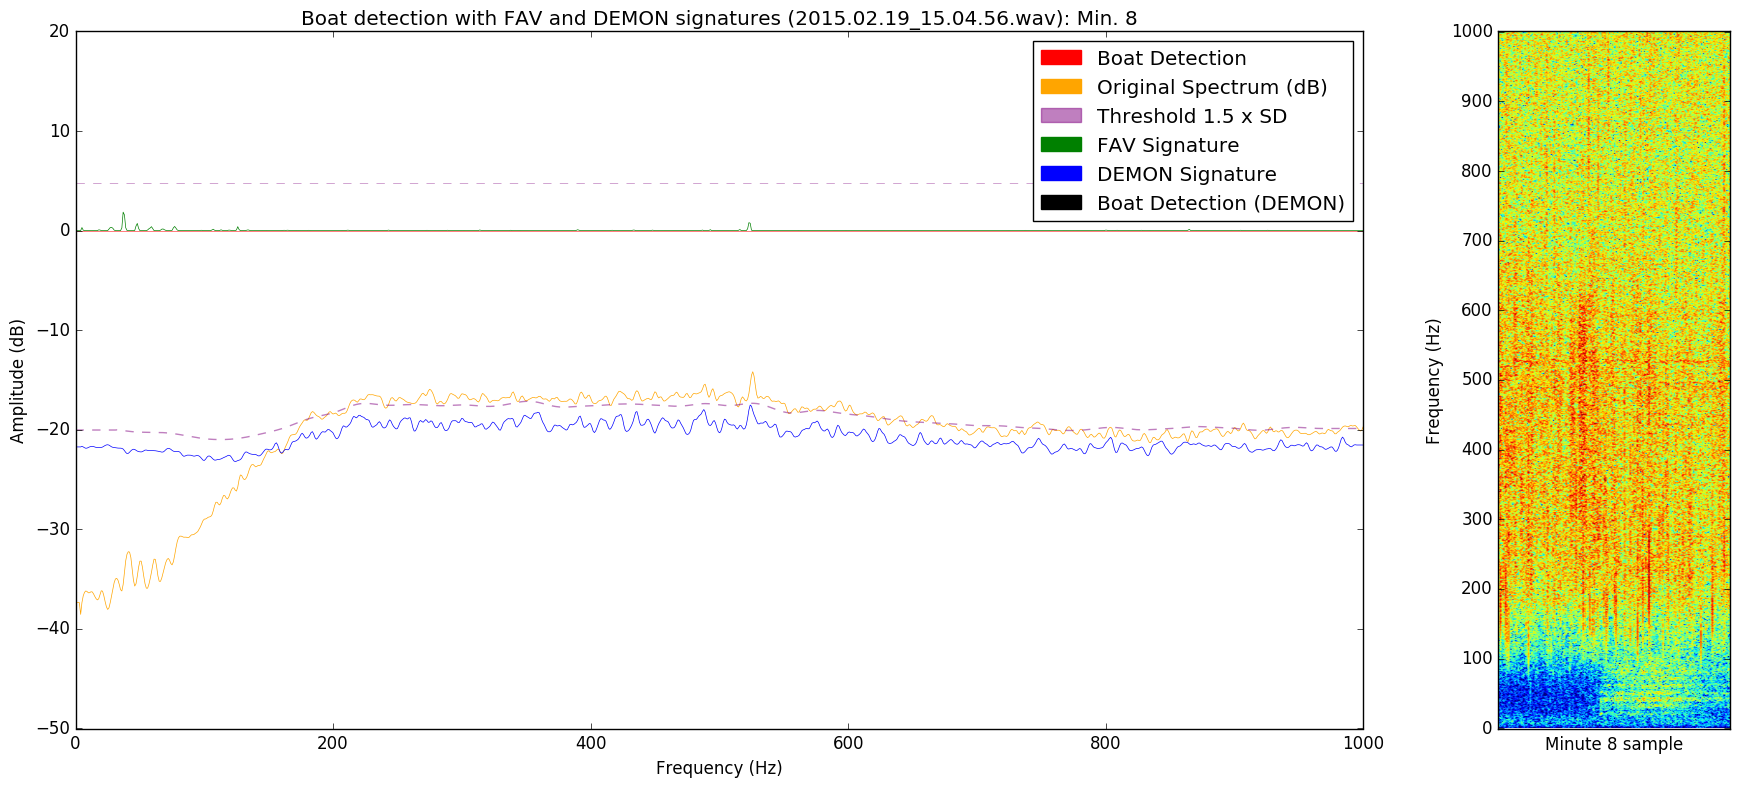 Boat detection with FAV and DEMON signatures (2015.02.19_15.04.56.wav): Min. 8
20
10
0
−10
−20
−30
−40
−50
Amplitude (dB)
0 200 400 600 800 1000
Frequency (Hz)
Boat Detection
Original Spectrum (dB)
Threshold 1.5 x SD
FAV Signature
DEMON Signature
Boat Detection (DEMON)
1000
900
800
700
600
500
400
300
200
100
0
Frequency (Hz)
Minute 8 sample